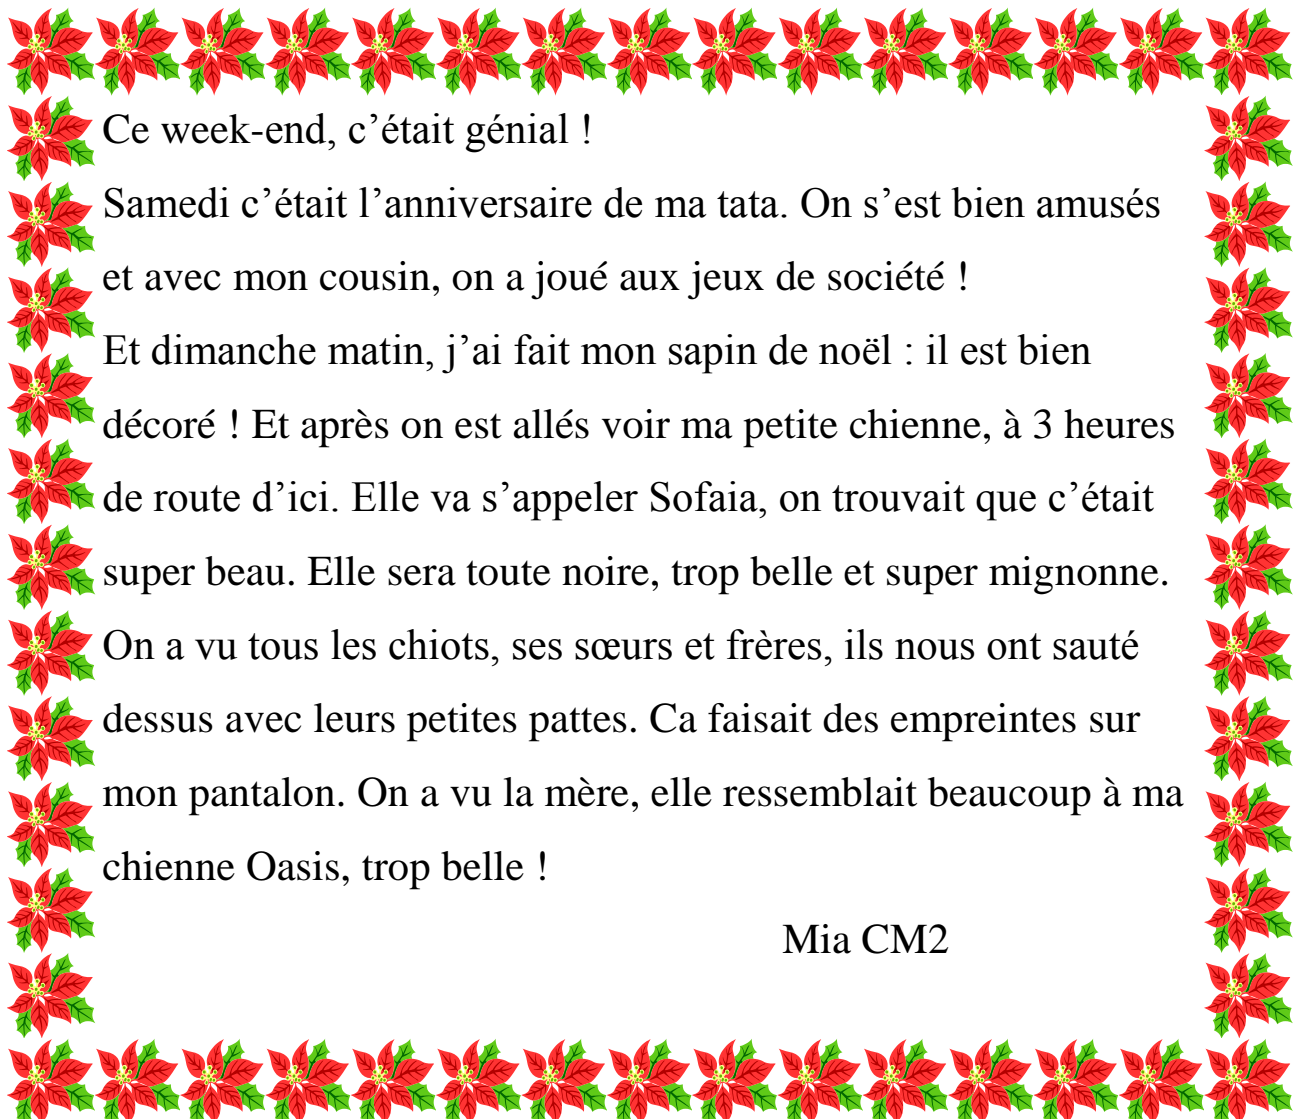 Ce week-end, c’était génial !
Samedi c’était l’anniversaire de ma tata. On s’est bien amusés
et avec mon cousin, on a joué aux jeux de société !
Et dimanche matin, j’ai fait mon sapin de noël : il est bien
décoré ! Et après on est allés voir ma petite chienne, à 3 heures
de route d’ici. Elle va s’appeler Sofaia, on trouvait que c’était
super beau. Elle sera toute noire, trop belle et super mignonne.
On a vu tous les chiots, ses sœurs et frères, ils nous ont sauté
dessus avec leurs petites pattes. Ca faisait des empreintes sur
mon pantalon. On a vu la mère, elle ressemblait beaucoup à ma
chienne Oasis, trop belle !
Mia CM2